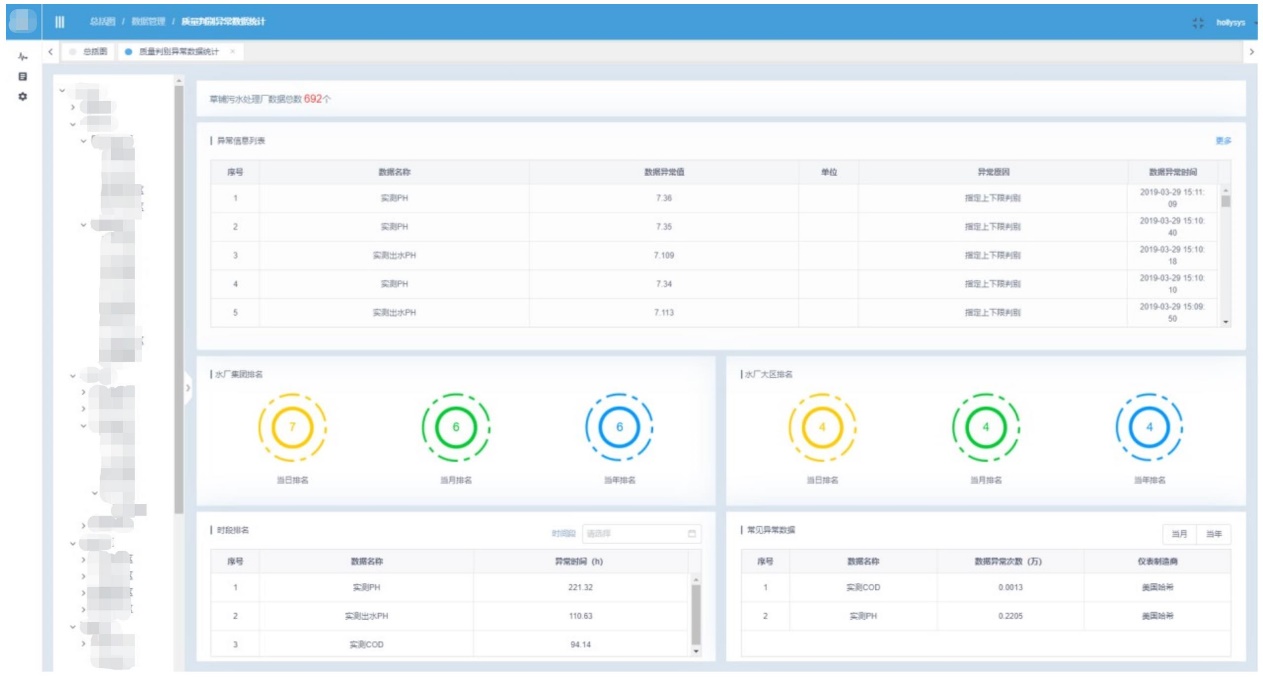 总括图 / 数据管理 / 质量判别异常数据统计
hollysys
总括图
质量判别异常数据统计 ×
草铺污水处理厂数据总数 692个
异常信息列表
更多
序号 数据名称 数据异常值 单位 异常原因 数据异常时间
1 实测PH 7.36 指定上下限判别 2019-03-29 15:11:
09
2 实测PH 7.35 指定上下限判别 2019-03-29 15:10:
40
3 实测出水PH 7.109 指定上下限判别 2019-03-29 15:10:
18
4 实测PH 7.34 指定上下限判别 2019-03-29 15:10:
10
5 实测出水PH 7.113 指定上下限判别 2019-03-29 15:09:
50
水厂集团排名
7 6 6
当日排名 当月排名 当年排名
水厂大区排名
4 4 4
当日排名 当月排名 当年排名
时段排名
时间段 请选择
序号 数据名称 异常时间 (h)
1 实测PH 221.32
2 实测出水PH 110.63
3 实测COD 94.14
常见异常数据
当月 当年
序号 数据名称 数据异常次数 (万) 仪表制造商
1 实测COD 0.0013 美国哈希
2 实测PH 0.2205 美国哈希